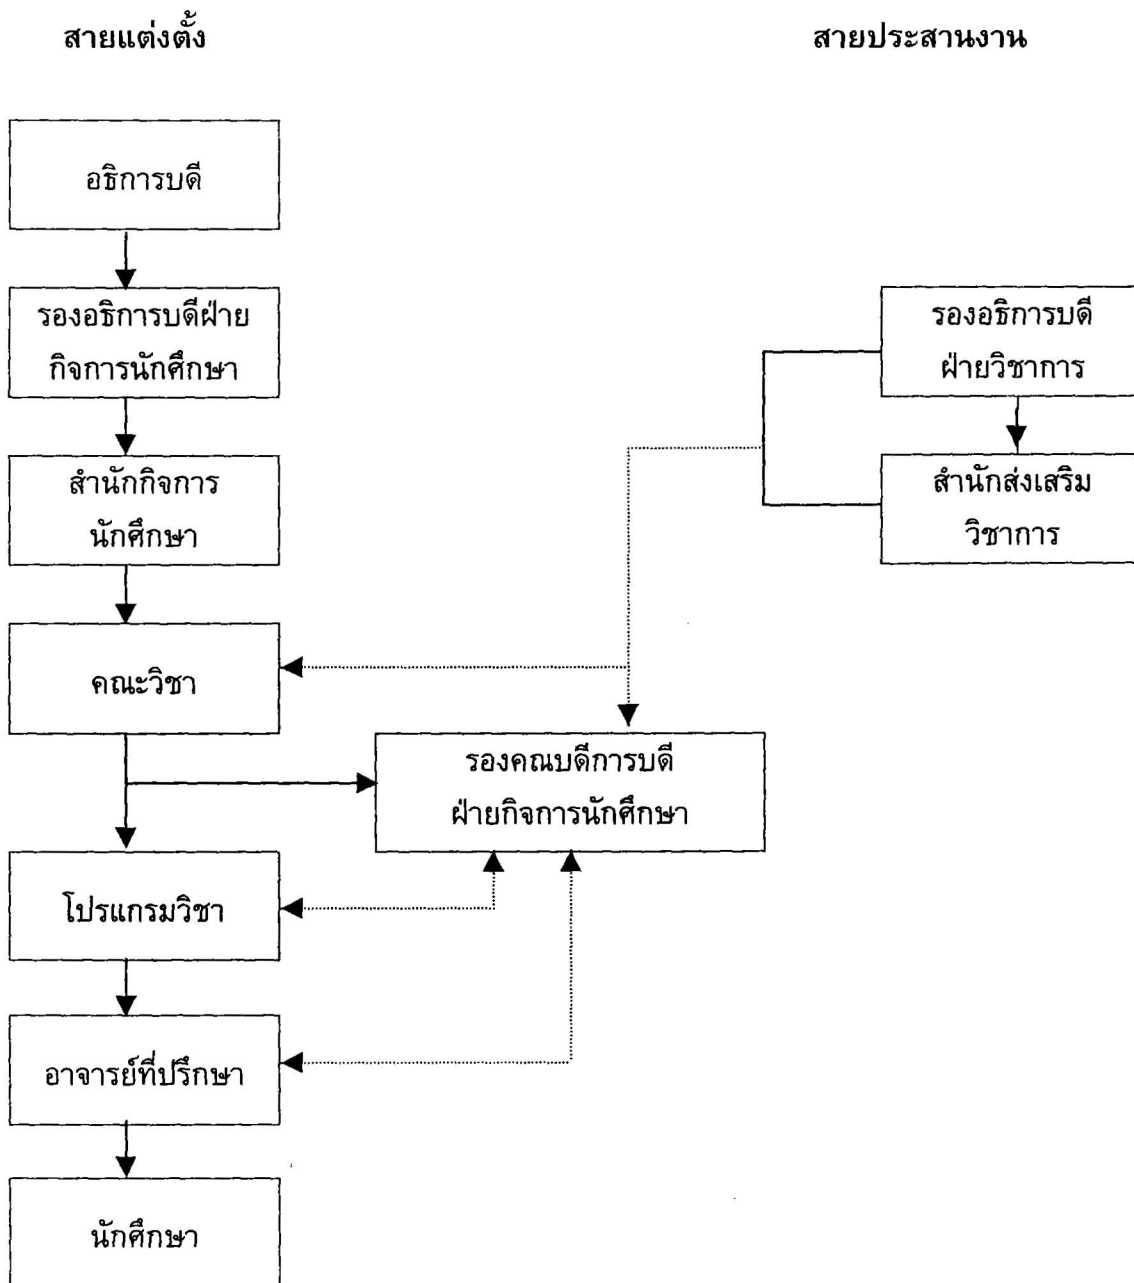 สายแต่งตั้ง
สายประสานงาน
อธิการบดี
รองอธิการบดีฝ่าย
กิจการนักศึกษา
รองอธิการบดี
ฝ่ายวิชาการ
สำนักกิจการ
นักศึกษา
สำนักส่งเสริม
วิชาการ
คณะวิชา
รองคณบดีการบดี
ฝ่ายกิจการนักศึกษา
โปรแกรมวิชา
อาจารย์ที่ปรึกษา
นักศึกษา